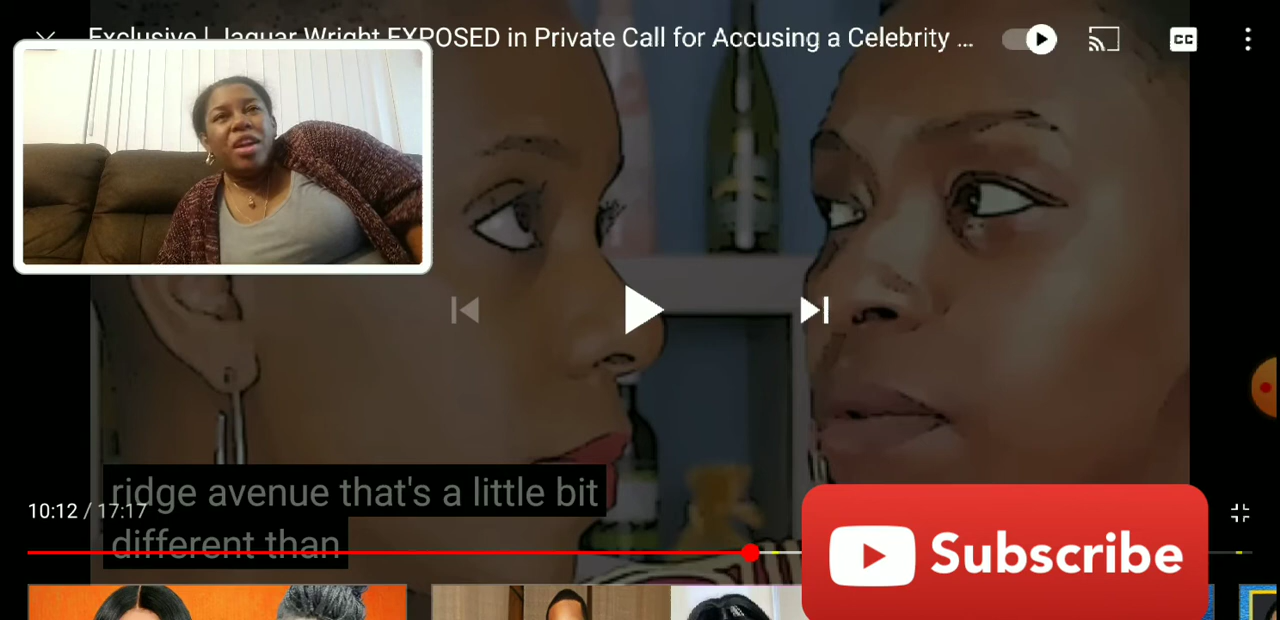 Exclusive | Jaguar Wright EXPOSED in Private Call for Accusing a Celebrity ...
CC
ridge avenue that's a little bit
10:12 / 17:17
different than
Subscribe